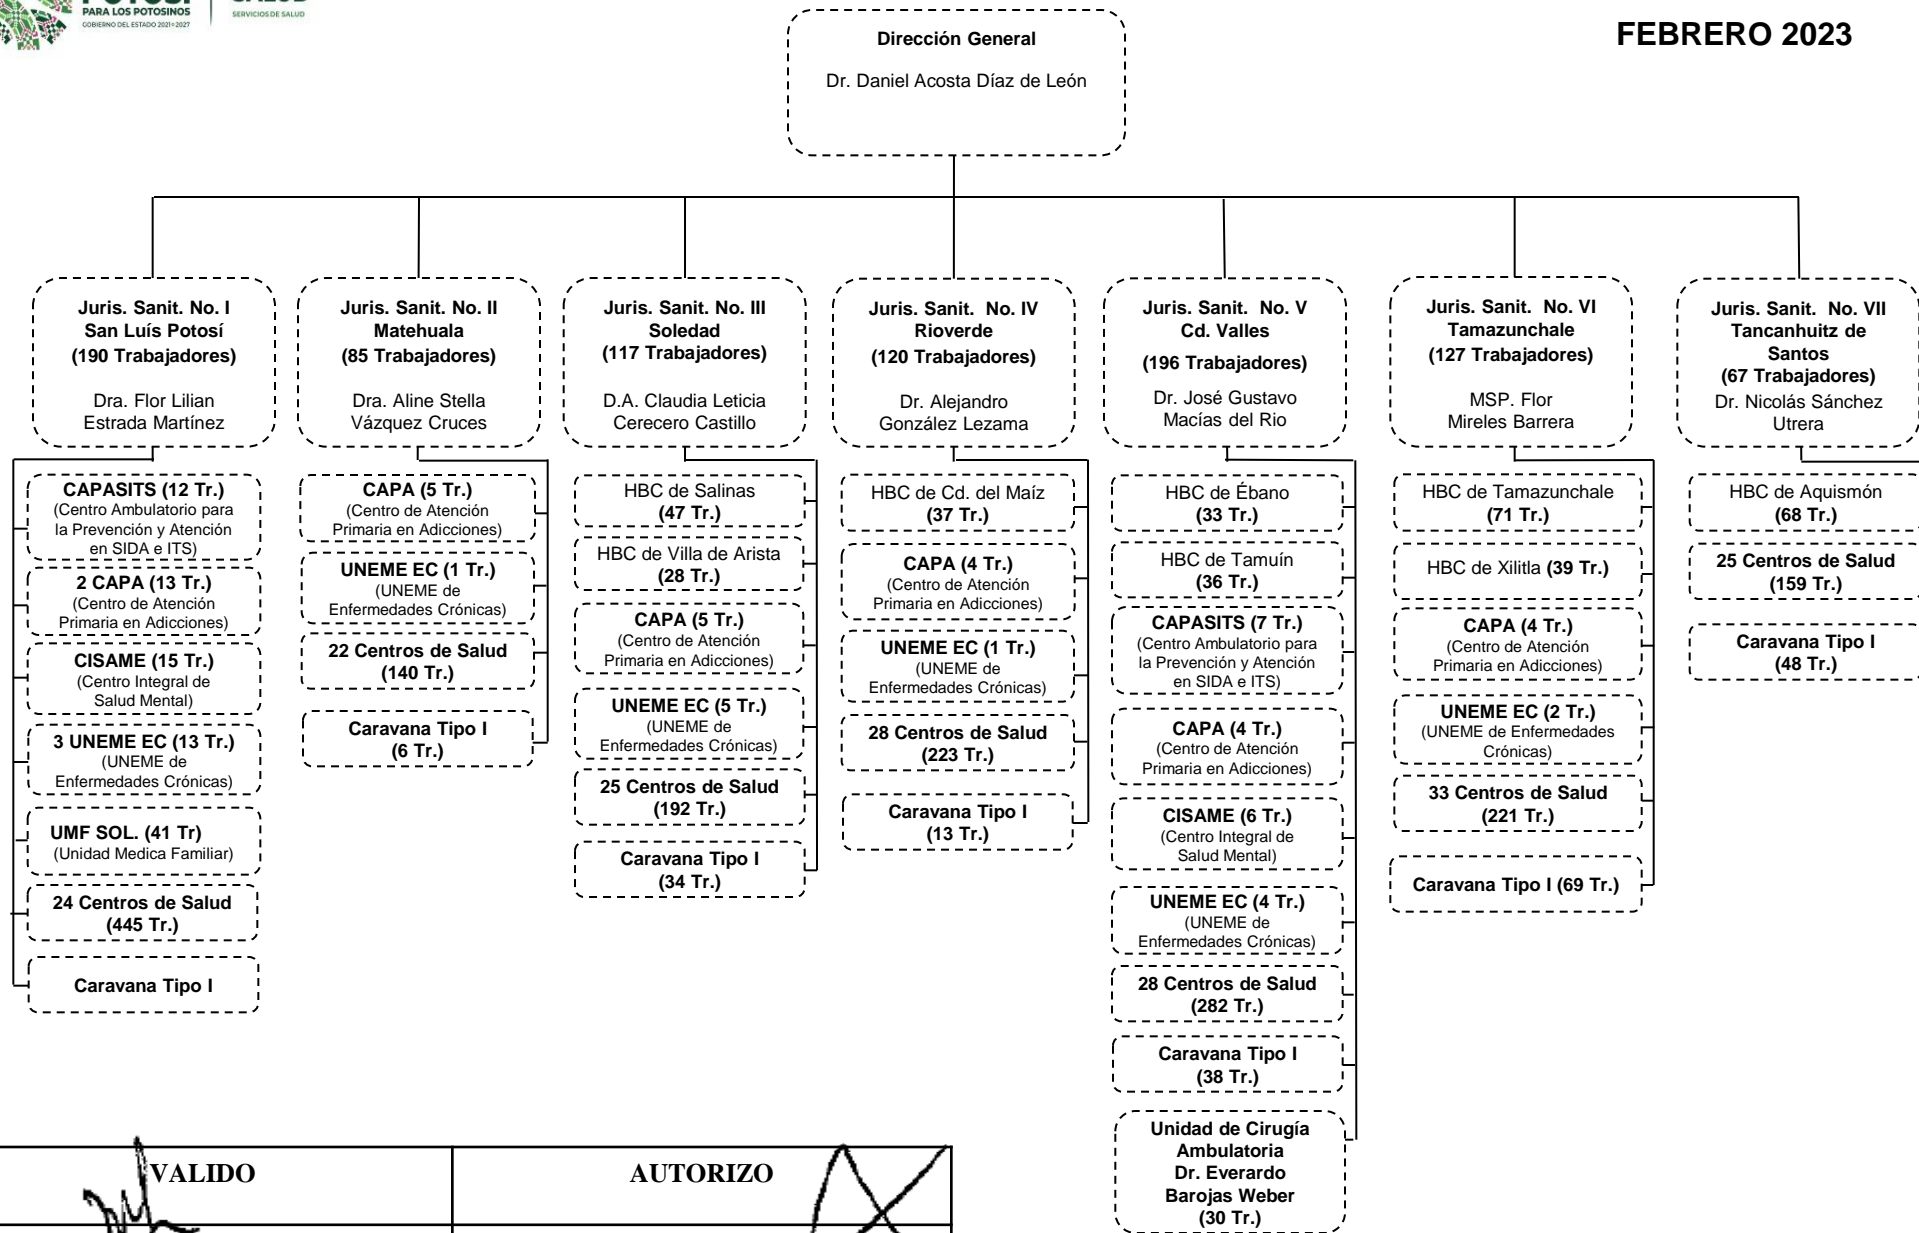 POTOSÍ
PARA LOS POTOSINOS
GOBIERNO DEL ESTADO 2021-2027
SALUD
SERVICIOS DE SALUD
FEBRERO 2023
Dirección General
Dr. Daniel Acosta Díaz de León
Juris. Sanit. No. I
San Luís Potosí
(190 Trabajadores)
Dra. Flor Lilian
Estrada Martínez
CAPASITS (12 Tr.)
(Centro Ambulatorio para
la Prevención y Atención
en SIDA e ITS)
2 CAPA (13 Tr.)
(Centro de Atención
Primaria en Adicciones)
CISAME (15 Tr.)
(Centro Integral de
Salud Mental)
3 UNEME EC (13 Tr.)
(UNEME de
Enfermedades Crónicas)
UMF SOL. (41 Tr)
(Unidad Medica Familiar)
24 Centros de Salud
(445 Tr.)
Caravana Tipo I
Juris. Sanit. No. II
Matehuala
(85 Trabajadores)
Dra. Aline Stella
Vázquez Cruces
CAPA (5 Tr.)
(Centro de Atención
Primaria en Adicciones)
UNEME EC (1 Tr.)
(UNEME de
Enfermedades Crónicas)
22 Centros de Salud
(140 Tr.)
Caravana Tipo I
(6 Tr.)
Juris. Sanit. No. III
Soledad
(117 Trabajadores)
D.A. Claudia Leticia
Cerecero Castillo
HBC de Salinas
(47 Tr.)
HBC de Villa de Arista
(28 Tr.)
CAPA (5 Tr.)
(Centro de Atención
Primaria en Adicciones)
UNEME EC (5 Tr.)
(UNEME de
Enfermedades Crónicas)
25 Centros de Salud
(192 Tr.)
Caravana Tipo I
(34 Tr.)
Juris. Sanit. No. IV
Rioverde
(120 Trabajadores)
Dr. Alejandro
González Lezama
HBC de Cd. del Maíz
(37 Tr.)
CAPA (4 Tr.)
(Centro de Atención
Primaria en Adicciones)
UNEME EC (1 Tr.)
(UNEME de
Enfermedades Crónicas)
28 Centros de Salud
(223 Tr.)
Caravana Tipo I
(13 Tr.)
Juris. Sanit. No. V
Cd. Valles
(196 Trabajadores)
Dr. José Gustavo
Macías del Rio
HBC de Ébano
(33 Tr.)
HBC de Tamuín
(36 Tr.)
CAPASITS (7 Tr.)
(Centro Ambulatorio para
la Prevención y Atención
en SIDA e ITS)
CAPA (4 Tr.)
(Centro de Atención
Primaria en Adicciones)
CISAME (6 Tr.)
(Centro Integral de
Salud Mental)
UNEME EC (4 Tr.)
(UNEME de
Enfermedades Crónicas)
28 Centros de Salud
(282 Tr.)
Caravana Tipo I
(38 Tr.)
Unidad de Cirugía
Ambulatoria
Dr. Everardo
Barojas Weber
(30 Tr.)
Juris. Sanit. No. VI
Tamazunchale
(127 Trabajadores)
MSP. Flor
Mireles Barrera
HBC de Tamazunchale
(71 Tr.)
HBC de Xilitla (39 Tr.)
CAPA (4 Tr.)
(Centro de Atención
Primaria en Adicciones)
UNEME EC (2 Tr.)
(UNEME de Enfermedades
Crónicas)
33 Centros de Salud
(221 Tr.)
Caravana Tipo I (69 Tr.)
Juris. Sanit. No. VII
Tancanhuitz de
Santos
(67 Trabajadores)
Dr. Nicolás Sánchez
Utrera
HBC de Aquismón
(68 Tr.)
25 Centros de Salud
(159 Tr.)
Caravana Tipo I
(48 Tr.)
VALIDO
AUTORIZO